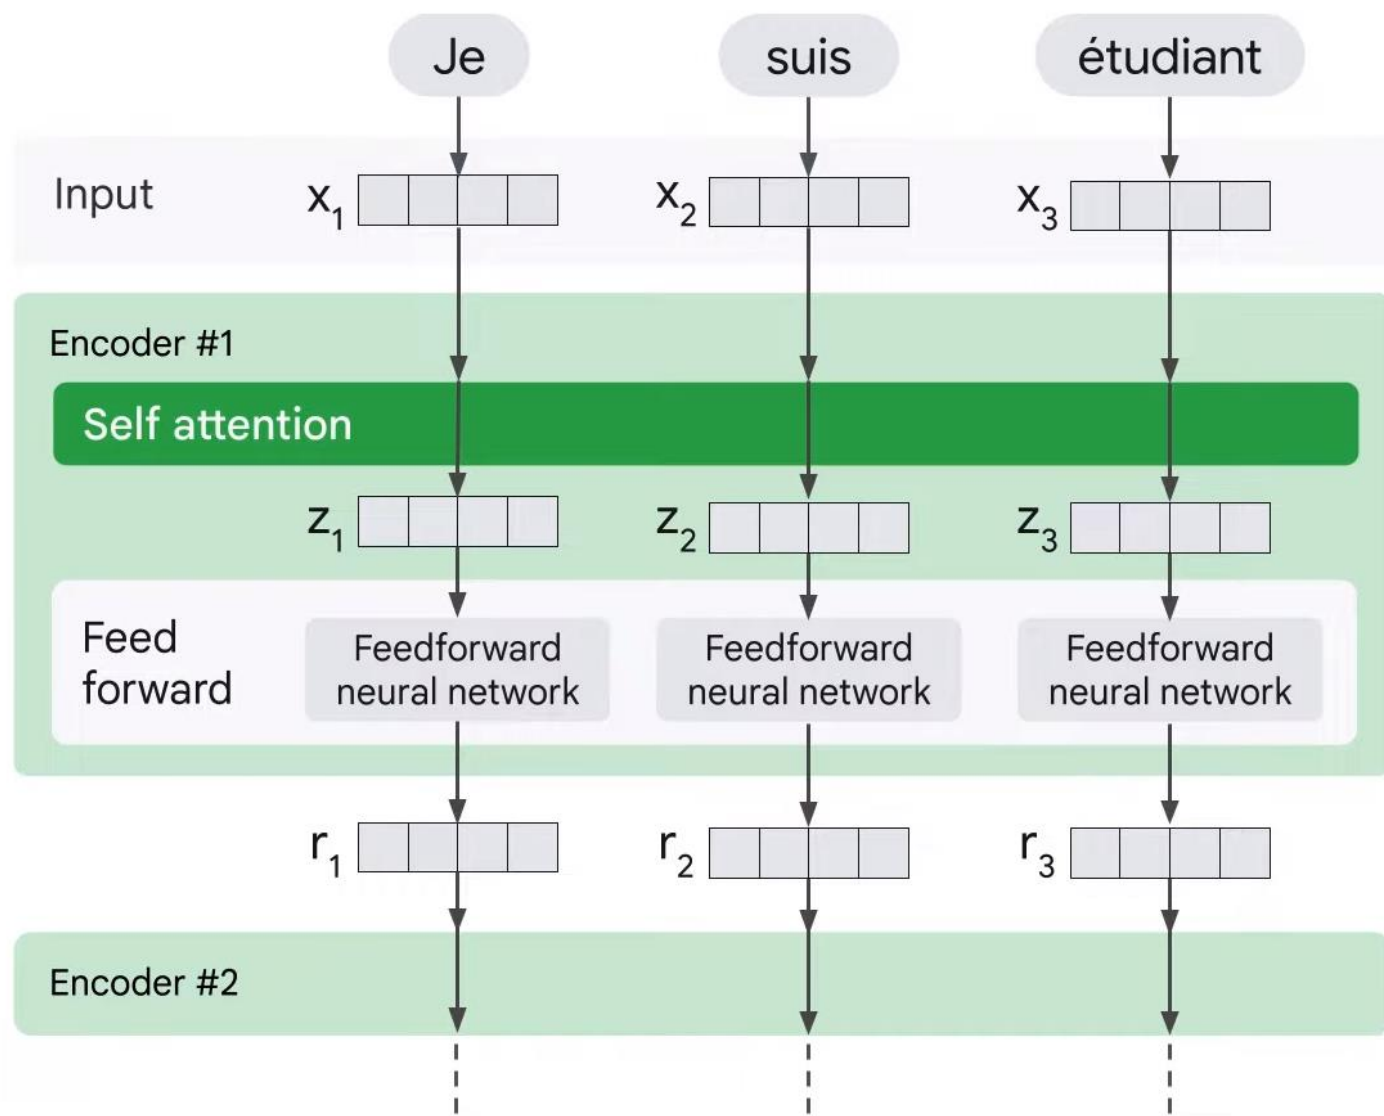 Je suis étudiant
Input x₁ x₂ x₃
Encoder #1
Self attention
z₁ z₂ z₃
Feed
forward
Feedforward
neural network
Feedforward
neural network
Feedforward
neural network
r₁ r₂ r₃
Encoder #2